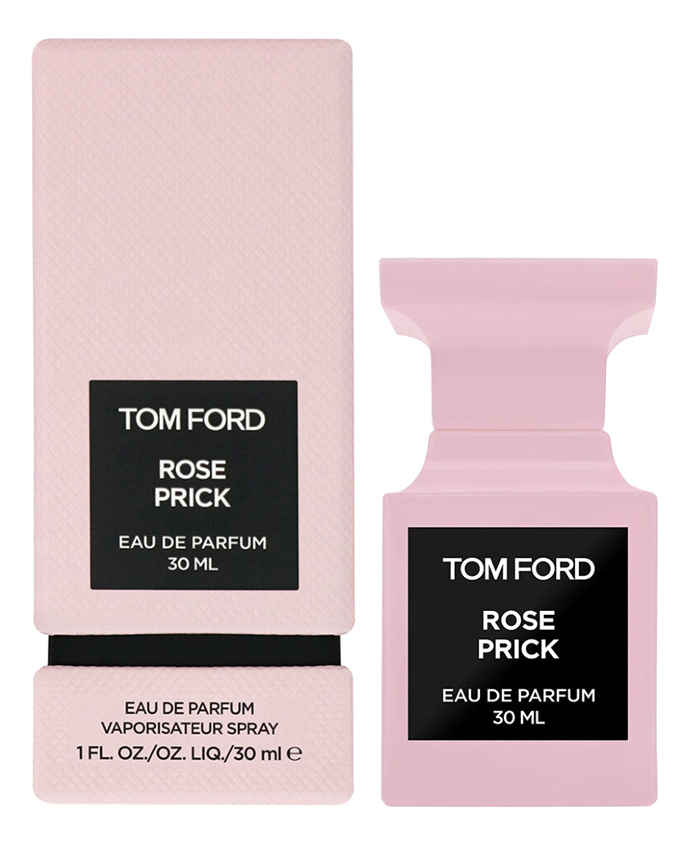 TOM FORD
ROSE
PRICK
EAU DE PARFUM
30 ML
EAU DE PARFUM
VAPORISATEUR SPRAY
1 FL. OZ./OZ. LIQ./30 ml ℮
TOM FORD
ROSE
PRICK
EAU DE PARFUM
30 ML